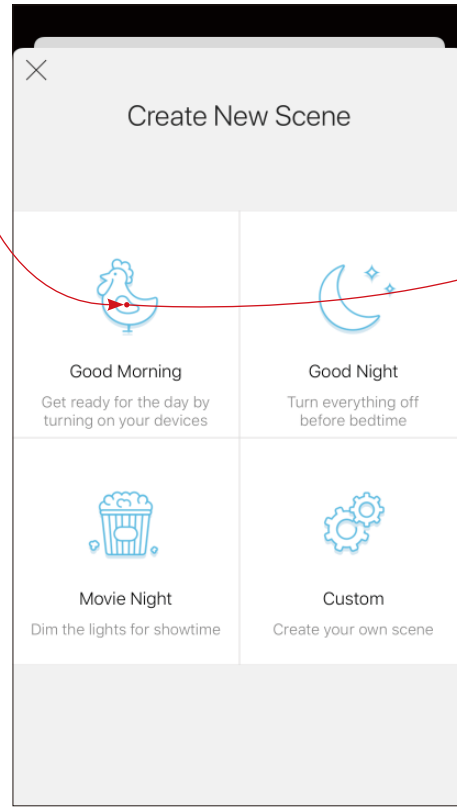 Create New Scene
Good Morning
Get ready for the day by
turning on your devices
Good Night
Turn everything off
before bedtime
Movie Night
Dim the lights for showtime
Custom
Create your own scene